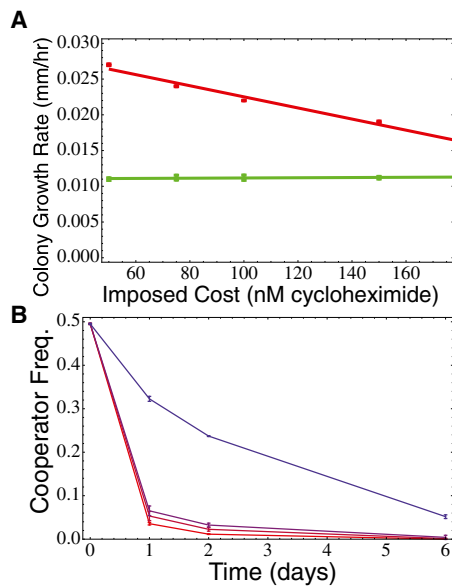 A
Colony Growth Rate (mm/hr)
0.030
0.025
0.020
0.015
0.010
0.005
0.000
60 80 100 120 140 160
Imposed Cost (nM cycloheximide)
B
Cooperator Freq.
0.5
0.4
0.3
0.2
0.1
0.0
0 1 2 3 4 5 6
Time (days)